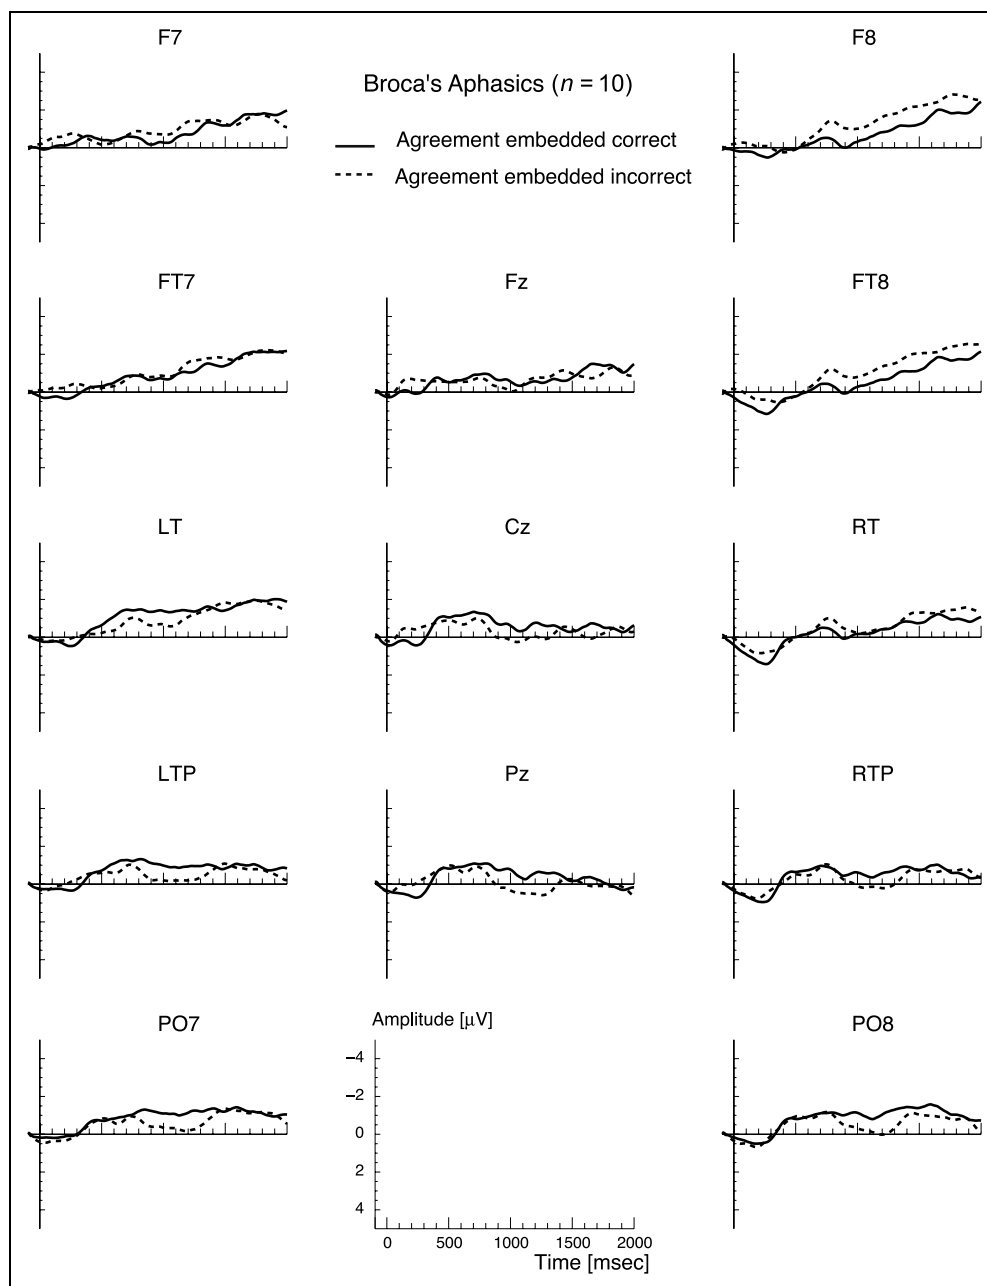 F7
F8
Broca's Aphasics (n = 10)
Agreement embedded correct
Agreement embedded incorrect
FT7
Fz
FT8
LT
Cz
RT
LTP
Pz
RTP
PO7
Amplitude [μV]
PO8
−4
−2
0
2
4
0 500 1000 1500 2000
Time [msec]